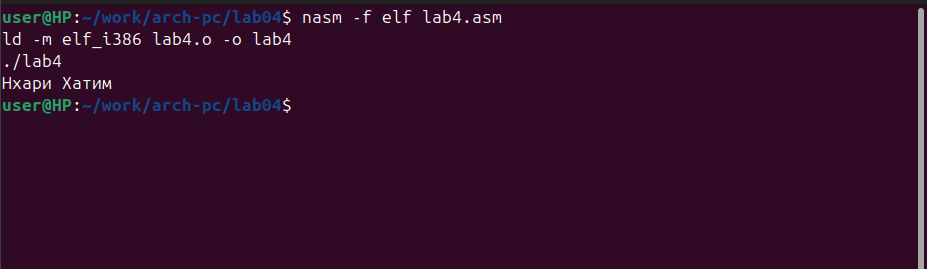 user@HP:~/work/arch-pc/lab04$ nasm -f elf lab4.asm
ld -m elf_i386 lab4.o -o lab4
./lab4
Нхари Хатим
user@HP:~/work/arch-pc/lab04$